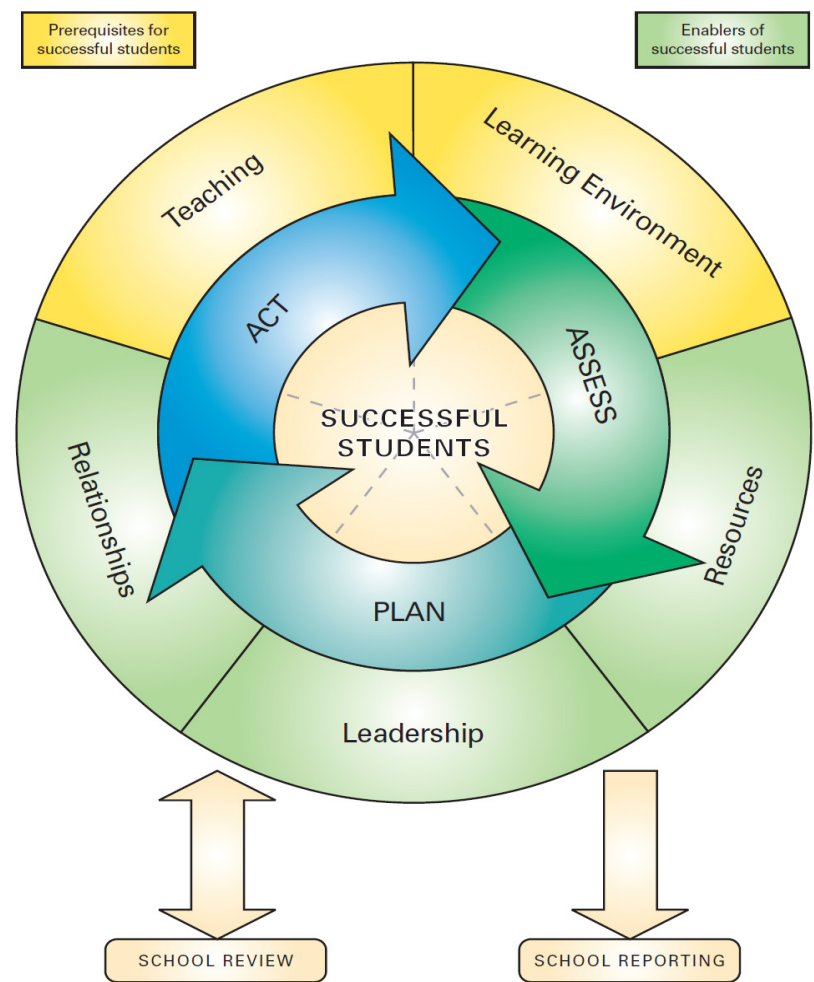 Prerequisites for
successful students
Enablers of
successful students
Teaching
Learning Environment
ACT
ASSESS
SUCCESSFUL
STUDENTS
Relationships
Resources
PLAN
Leadership
SCHOOL REVIEW
SCHOOL REPORTING